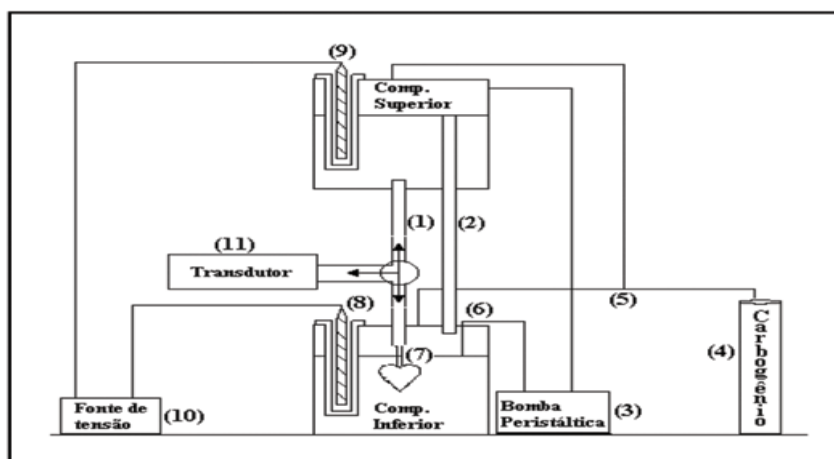 (9)
Comp.
Superior
(1)
(2)
(11)
Transdutor
(8)
(6)
(5)
(7)
(4)
Carbogênio
Fonte de
tensão
(10)
Comp.
Inferior
Bomba
Peristáltica
(3)